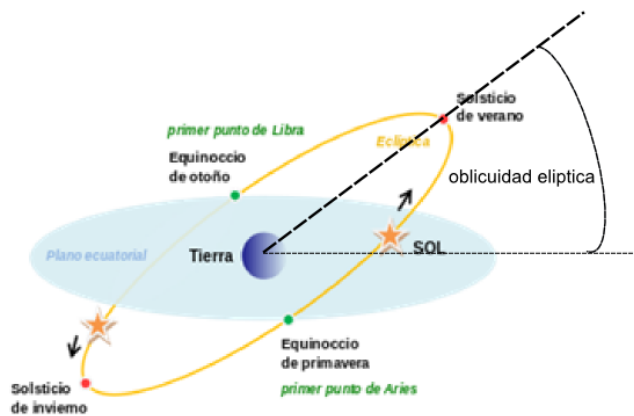 Solsticio
de verano
primer punto de Libra
Eclíptica
Equinoccio
de otoño
oblicuidad eliptica
Plano ecuatorial
Tierra
SOL
Equinoccio
de primavera
Solsticio
de invierno
primer punto de Aries